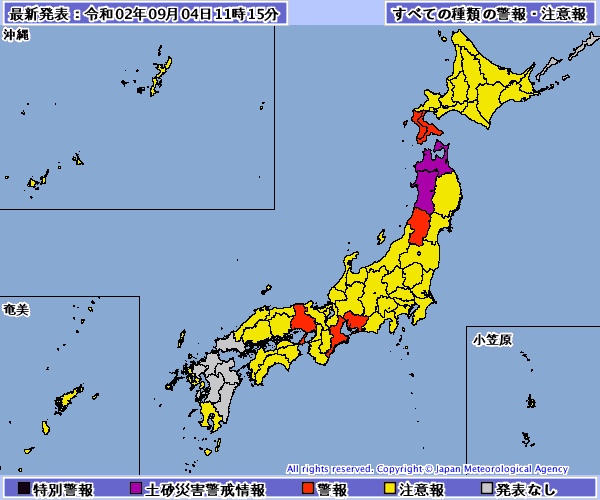 最新発表：令和02年09月04日11時15分
すべての種類の警報・注意報
沖縄
奄美
小笠原
All rights reserved. Copyright © Japan Meteorological Agency
特別警報 土砂災害警戒情報 警報 注意報 発表なし